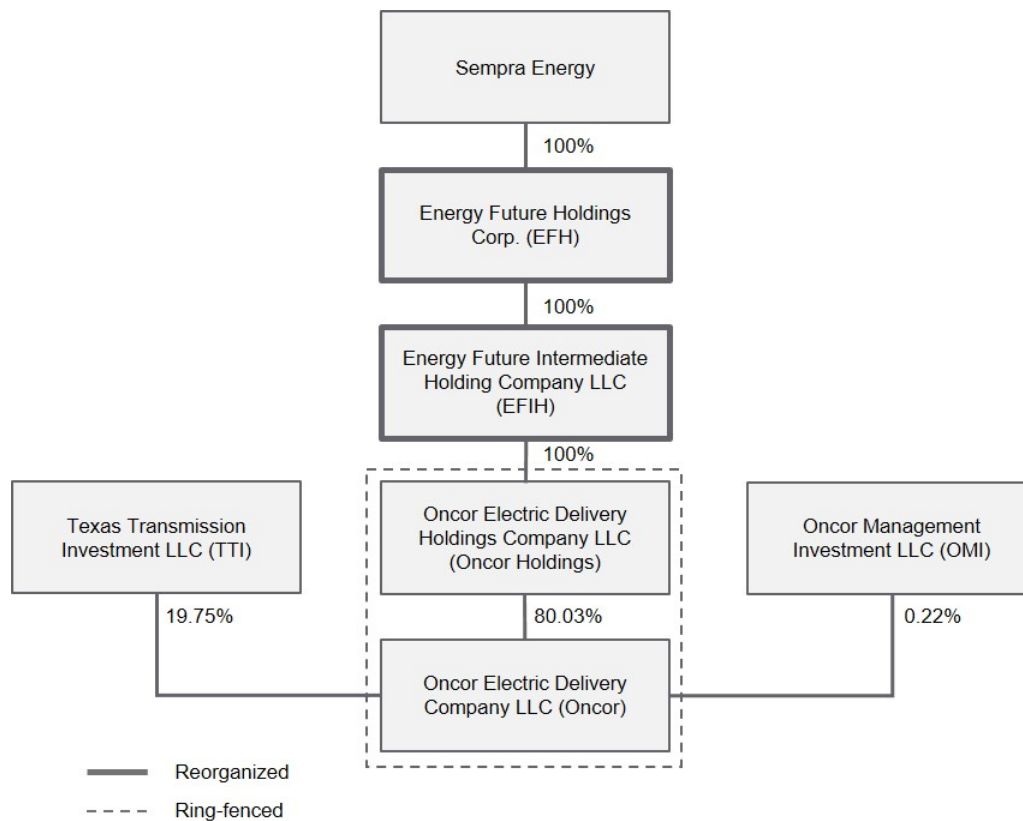 Sempra Energy
100%
Energy Future Holdings
Corp. (EFH)
100%
Energy Future Intermediate
Holding Company LLC
(EFIH)
100%
Texas Transmission
Investment LLC (TTI)
Oncor Electric Delivery
Holdings Company LLC
(Oncor Holdings)
Oncor Management
Investment LLC (OMI)
19.75%
80.03%
0.22%
Oncor Electric Delivery
Company LLC (Oncor)
Reorganized
Ring-fenced